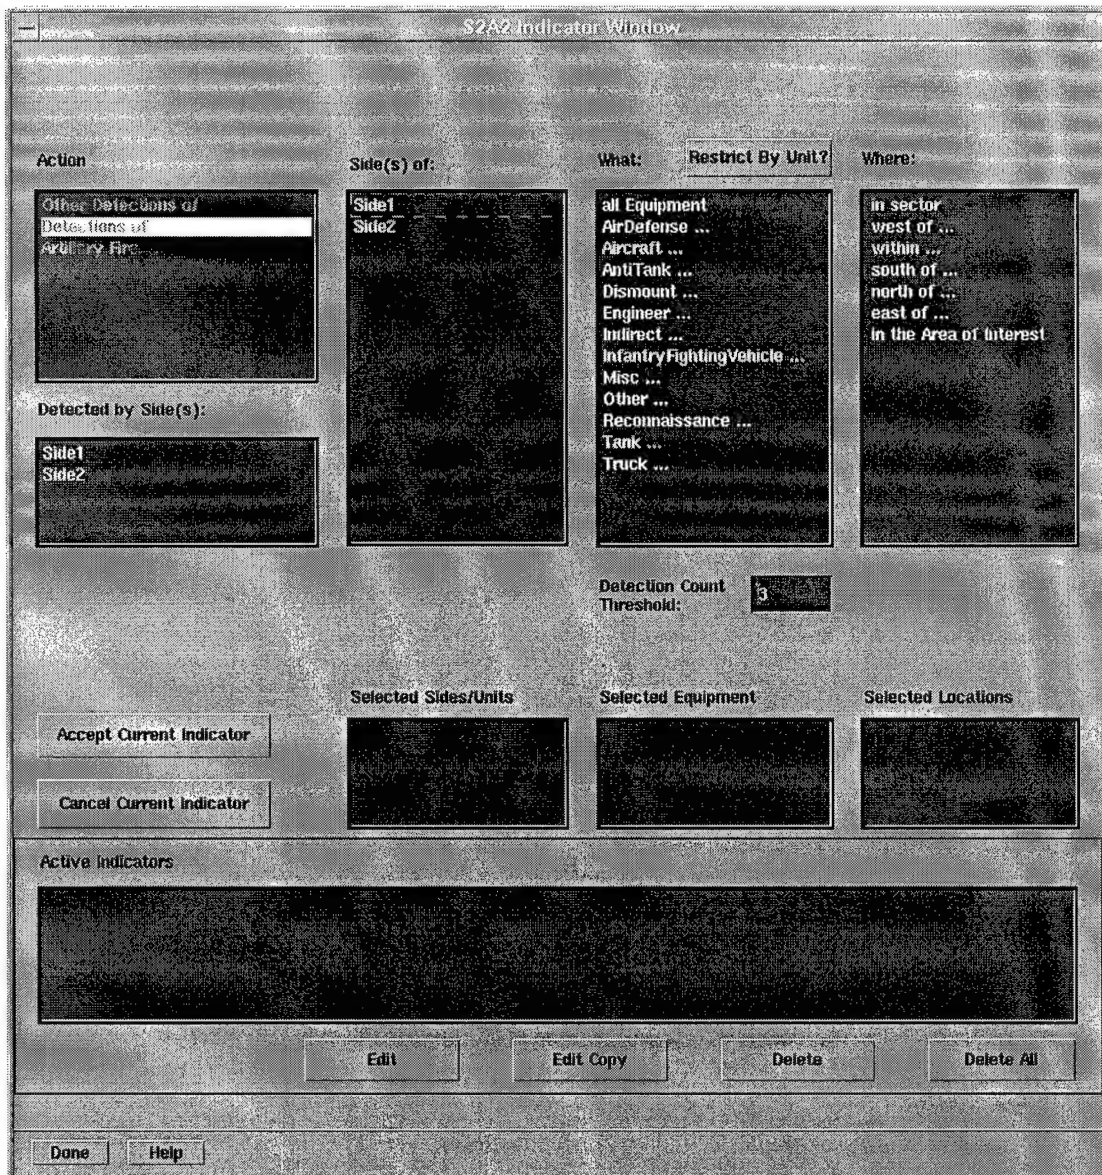 S2A2 Indicator Window
Action
Side(s) of:
What:
Restrict By Unit?
Where:
Other Detections of
Detections of
Artillery Fire
Side1
Side2
all Equipment
AirDefense ...
Aircraft ...
AntiTank ...
Dismount ...
Engineer ...
Indirect ...
InfantryFightingVehicle ...
Misc ...
Other ...
Reconnaissance ...
Tank ...
Truck ...
in sector
west of ...
within ...
south of ...
north of ...
east of ...
in the Area of Interest
Detected by Side(s):
Side1
Side2
Detection Count
Threshold:
3
Selected Sides/Units
Selected Equipment
Selected Locations
Accept Current Indicator
Cancel Current Indicator
Active Indicators
Edit
Edit Copy
Delete
Delete All
Done
Help